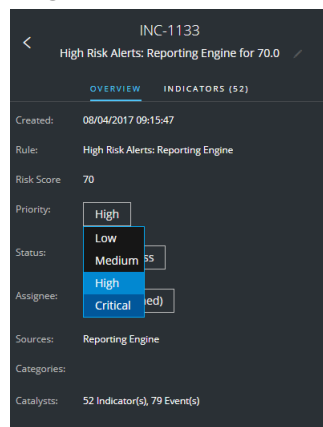 INC-1133
High Risk Alerts: Reporting Engine for 70.0
OVERVIEW INDICATORS (52)
Created: 08/04/2017 09:15:47
Rule: High Risk Alerts: Reporting Engine
Risk Score 70
Priority: High
Low
Status: Medium
High
Assignee: Critical
Sources: Reporting Engine
Categories:
Catalysts: 52 Indicator(s), 79 Event(s)